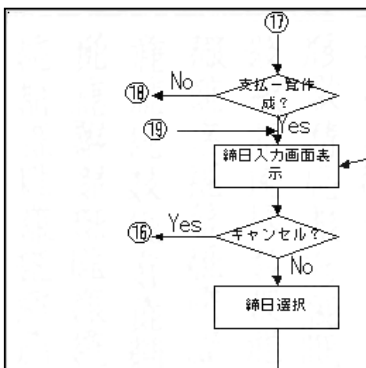 ⑰
支払一覧作
成？
No
⑱
⑲
Yes
締日入力画面表
示
キャンセル？
Yes
⑯
No
締日選択